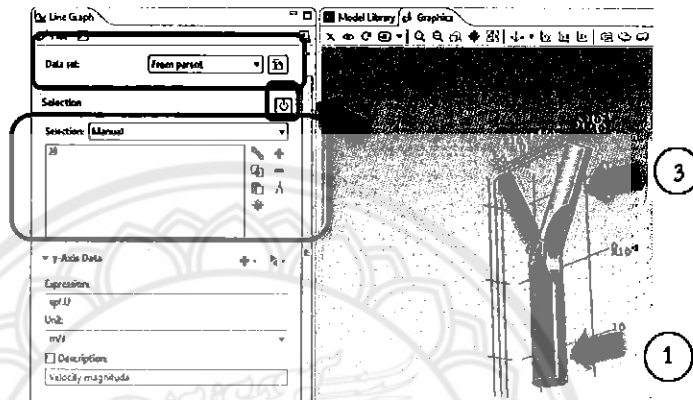 Line Graph
Model Library Graphics
Data set: From parent
Selection
Selection: Manual
y-Axis Data
Expression:
spf.U
Unit:
m/s
Description:
Velocity magnitude
10
3
1